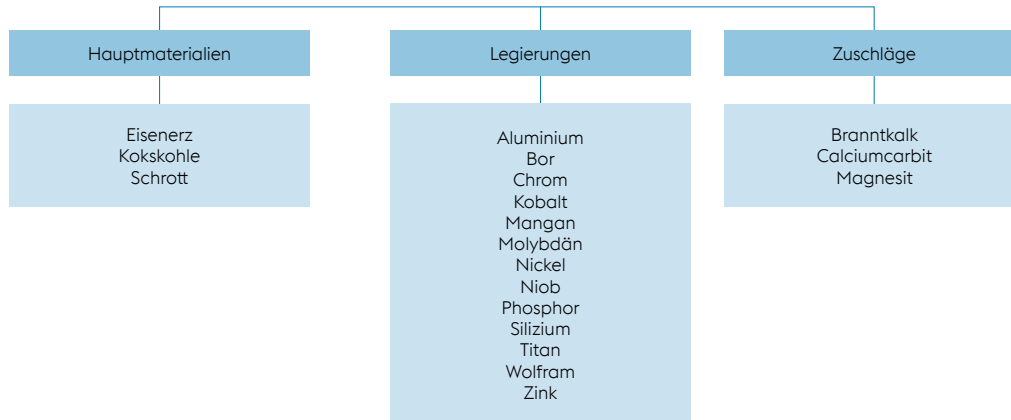 Hauptmaterialien
Eisenerz
Kokskohle
Schrott
Legierungen
Aluminium
Bor
Chrom
Kobalt
Mangan
Molybdän
Nickel
Niob
Phosphor
Silizium
Titan
Wolfram
Zink
Zuschläge
Branntkalk
Calciumcarbit
Magnesit